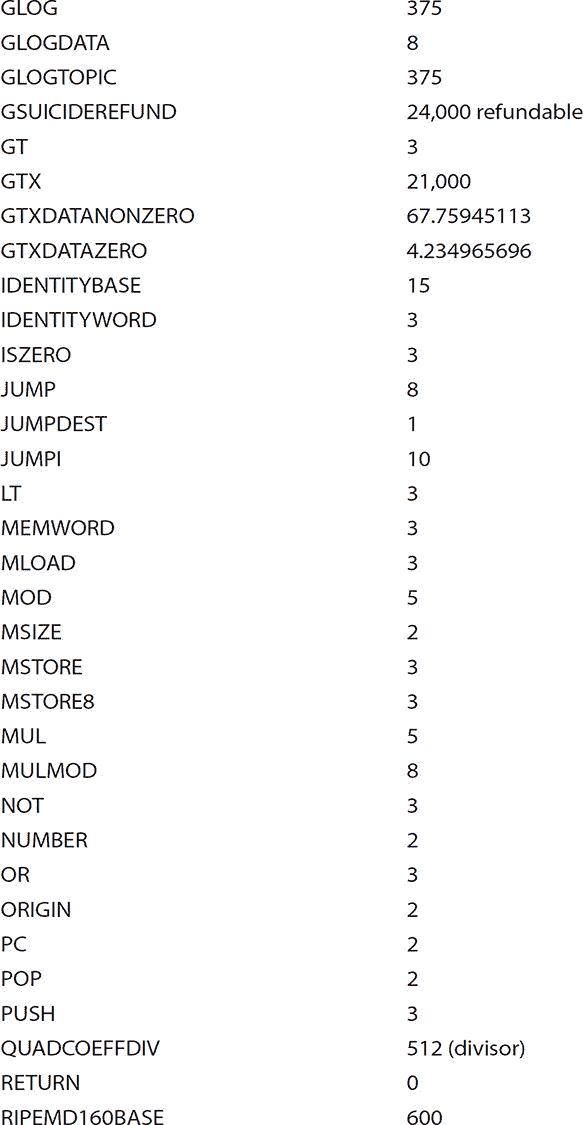 GLOG 375
GLOGDATA 8
GLOGTOPIC 375
GSUICIDEREFUND 24,000 refundable
GT 3
GTX 21,000
GTXDATANONZERO 67.75945113
GTXDATAZERO 4.234965696
IDENTITYBASE 15
IDENTITYWORD 3
ISZERO 3
JUMP 8
JUMPDEST 1
JUMPI 10
LT 3
MEMWORD 3
MLOAD 3
MOD 5
MSIZE 2
MSTORE 3
MSTORE8 3
MUL 5
MULMOD 8
NOT 3
NUMBER 2
OR 3
ORIGIN 2
PC 2
POP 2
PUSH 3
QUADCOEFFDIV 512 (divisor)
RETURN 0
RIPEMD160BASE 600